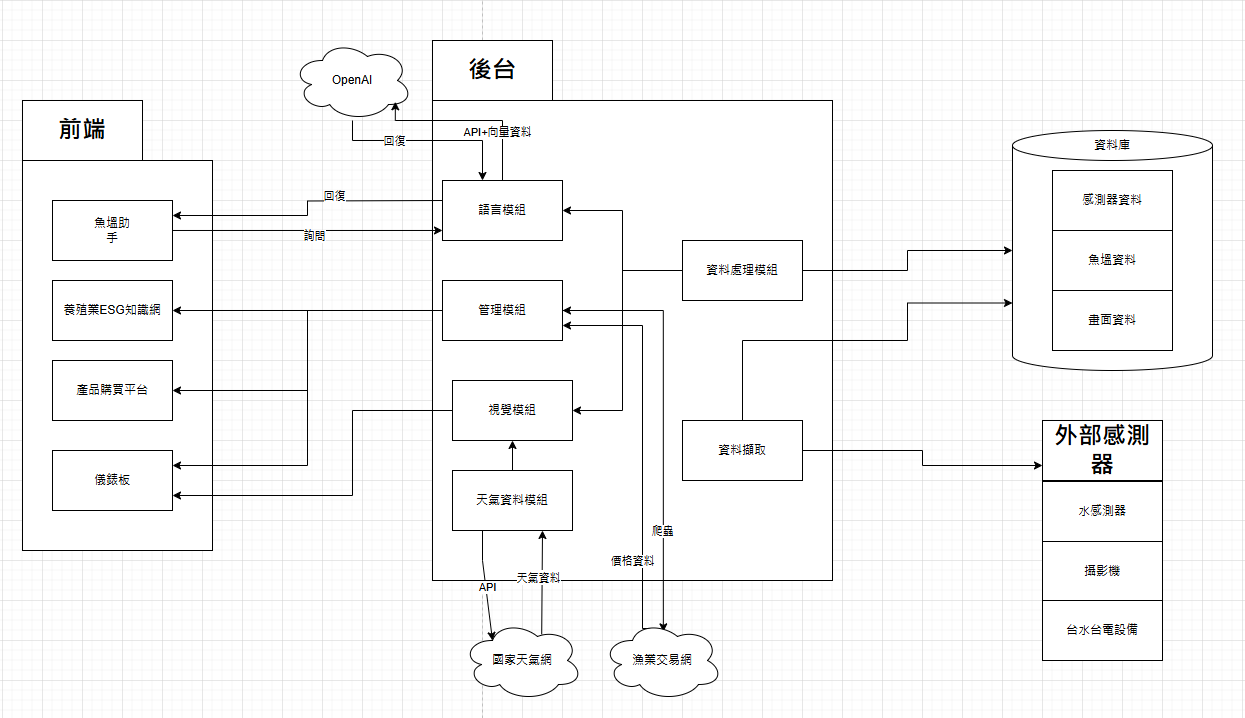 OpenAI
後台
前端
回復
API+向量資料
魚塭助
手
回復
詢問
語言模組
養殖業ESG知識網
管理模組
產品購買平台
視覺模組
儀錶板
天氣資料模組
資料處理模組
資料擷取
資料庫
感測器資料
魚塭資料
畫面資料
外部感測
器
水感測器
攝影機
台水台電設備
爬蟲
價格資料
天氣資料
API
國家天氣網
漁業交易網